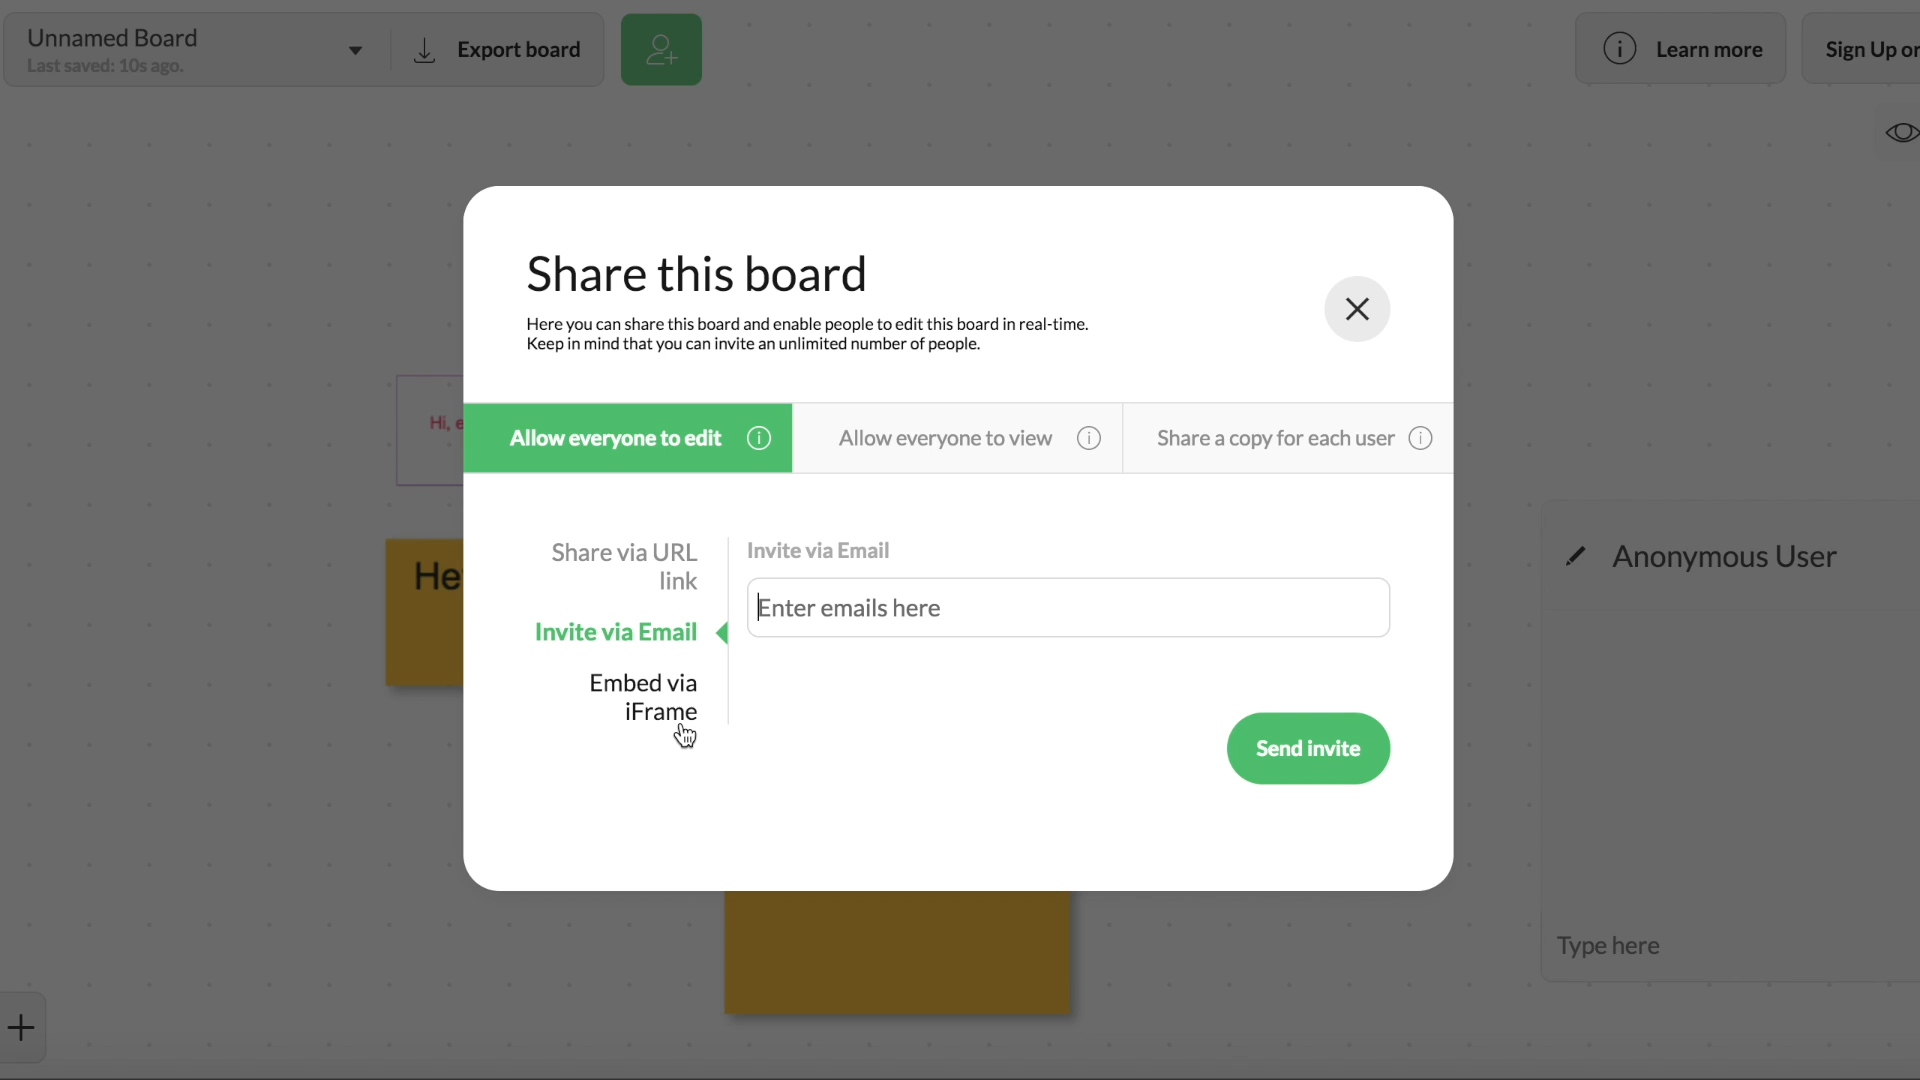 Unnamed Board
Last saved: 10s ago.
Export board
Learn more
Sign Up or
Share this board
Here you can share this board and enable people to edit this board in real-time.
Keep in mind that you can invite an unlimited number of people.
Hi, e
Allow everyone to edit
Allow everyone to view
Share a copy for each user
Share via URL
link
Invite via Email
Enter emails here
He
Invite via Email
Embed via
iFrame
Send invite
Anonymous User
Type here